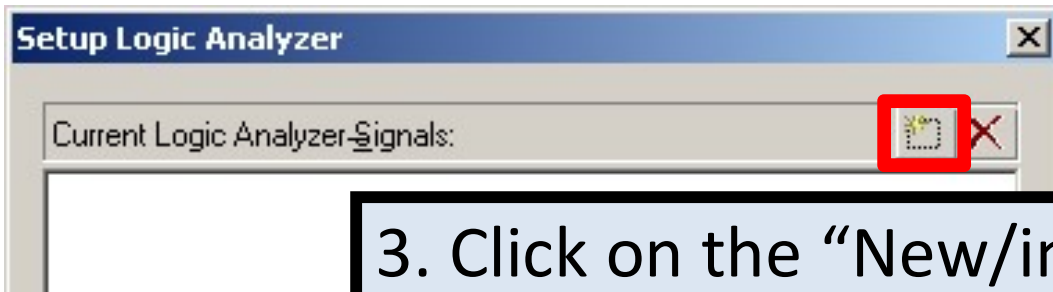 Setup Logic Analyzer
Current Logic Analyzer Signals:
3. Click on the “New/